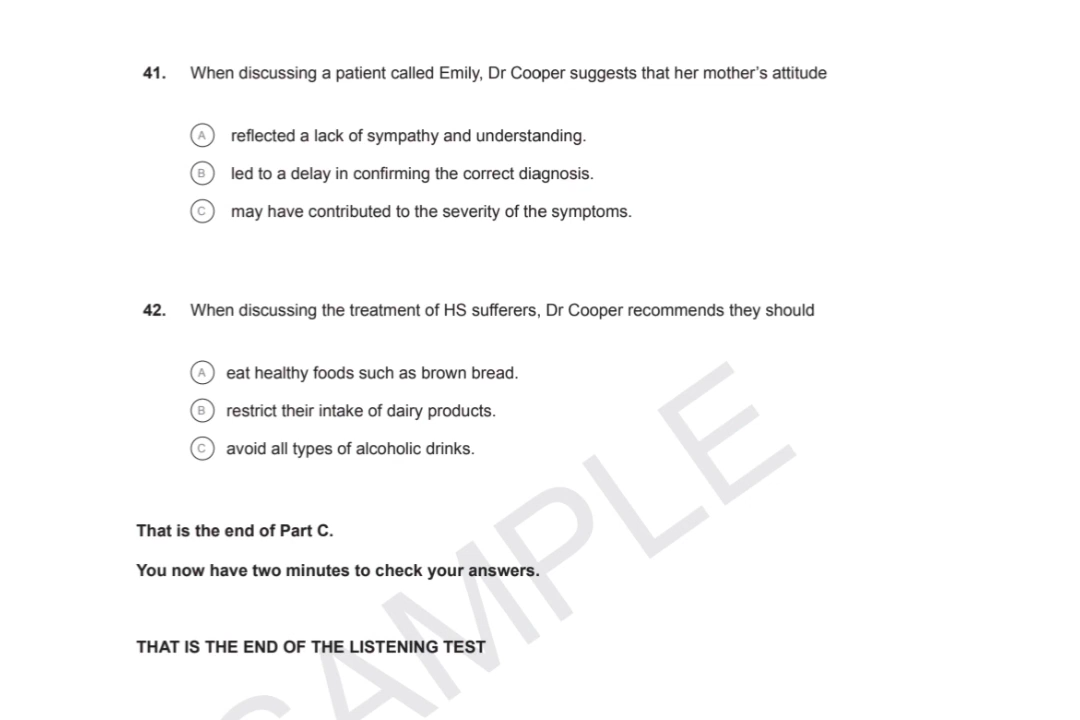 41. When discussing a patient called Emily, Dr Cooper suggests that her mother's attitude
A reflected a lack of sympathy and understanding.
B led to a delay in confirming the correct diagnosis.
C may have contributed to the severity of the symptoms.
42. When discussing the treatment of HS sufferers, Dr Cooper recommends they should
A eat healthy foods such as brown bread.
B restrict their intake of dairy products.
C avoid all types of alcoholic drinks.
That is the end of Part C.
You now have two minutes to check your answers.
THAT IS THE END OF THE LISTENING TEST
SAMPLE